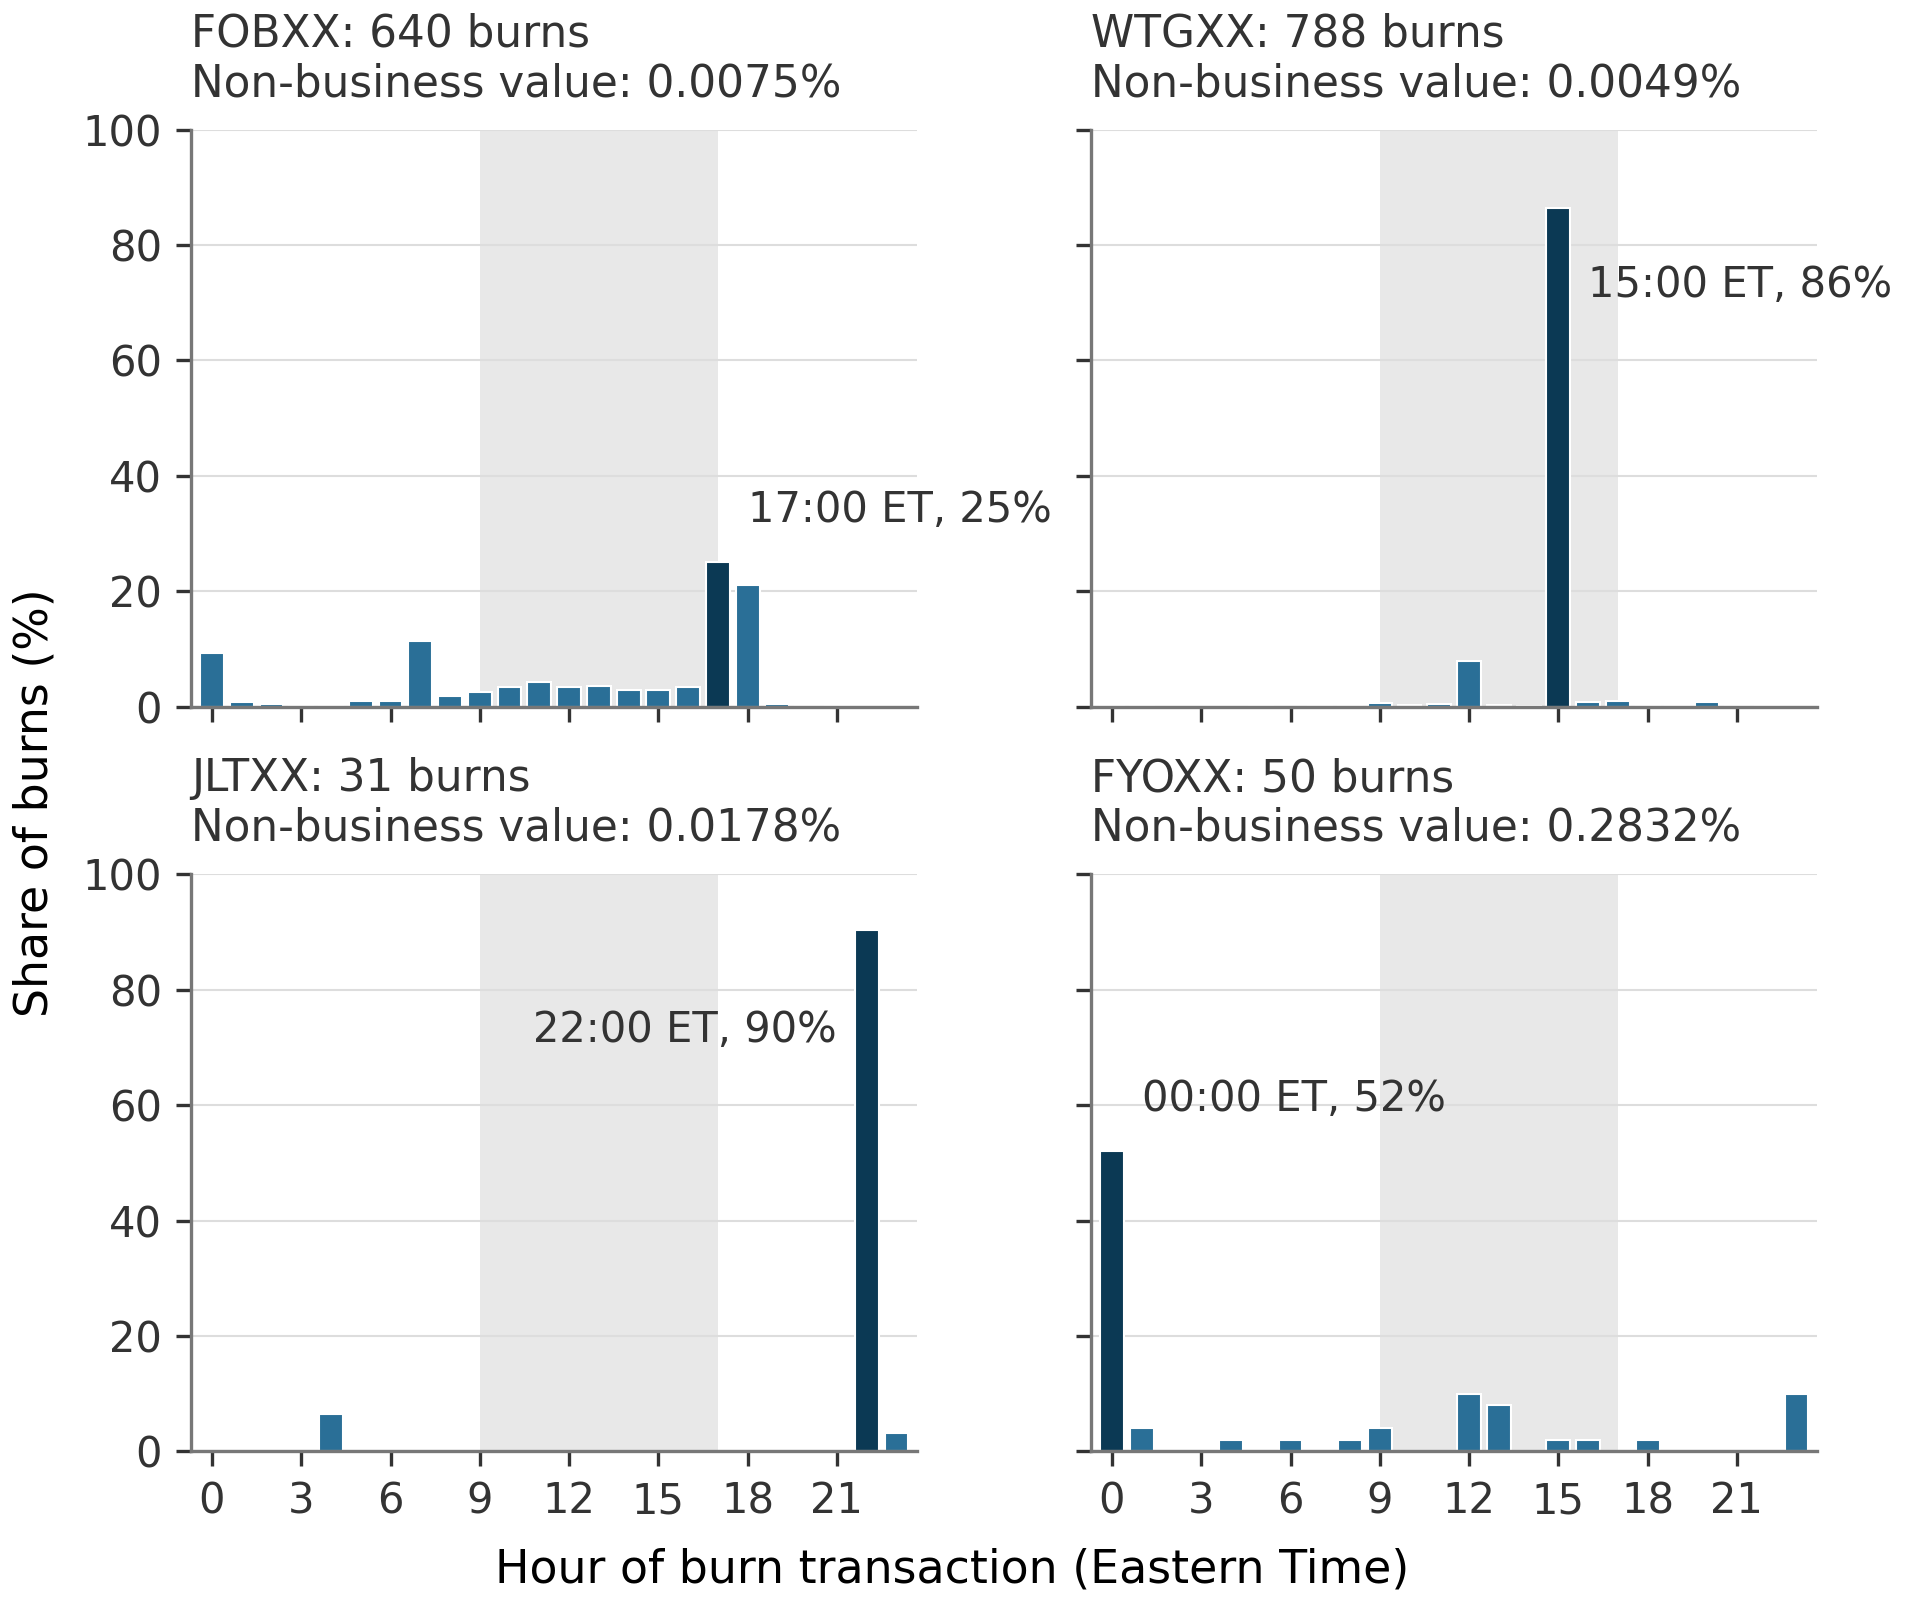 FOBXX: 640 burns
Non-business value: 0.0075%
WTGXX: 788 burns
Non-business value: 0.0049%
100
80
60
40
20
0
17:00 ET, 25%
15:00 ET, 86%
Share of burns (%)
JLTXX: 31 burns
Non-business value: 0.0178%
FYOXX: 50 burns
Non-business value: 0.2832%
100
80
60
40
20
0
22:00 ET, 90%
00:00 ET, 52%
0 3 6 9 12 15 18 21
0 3 6 9 12 15 18 21
Hour of burn transaction (Eastern Time)